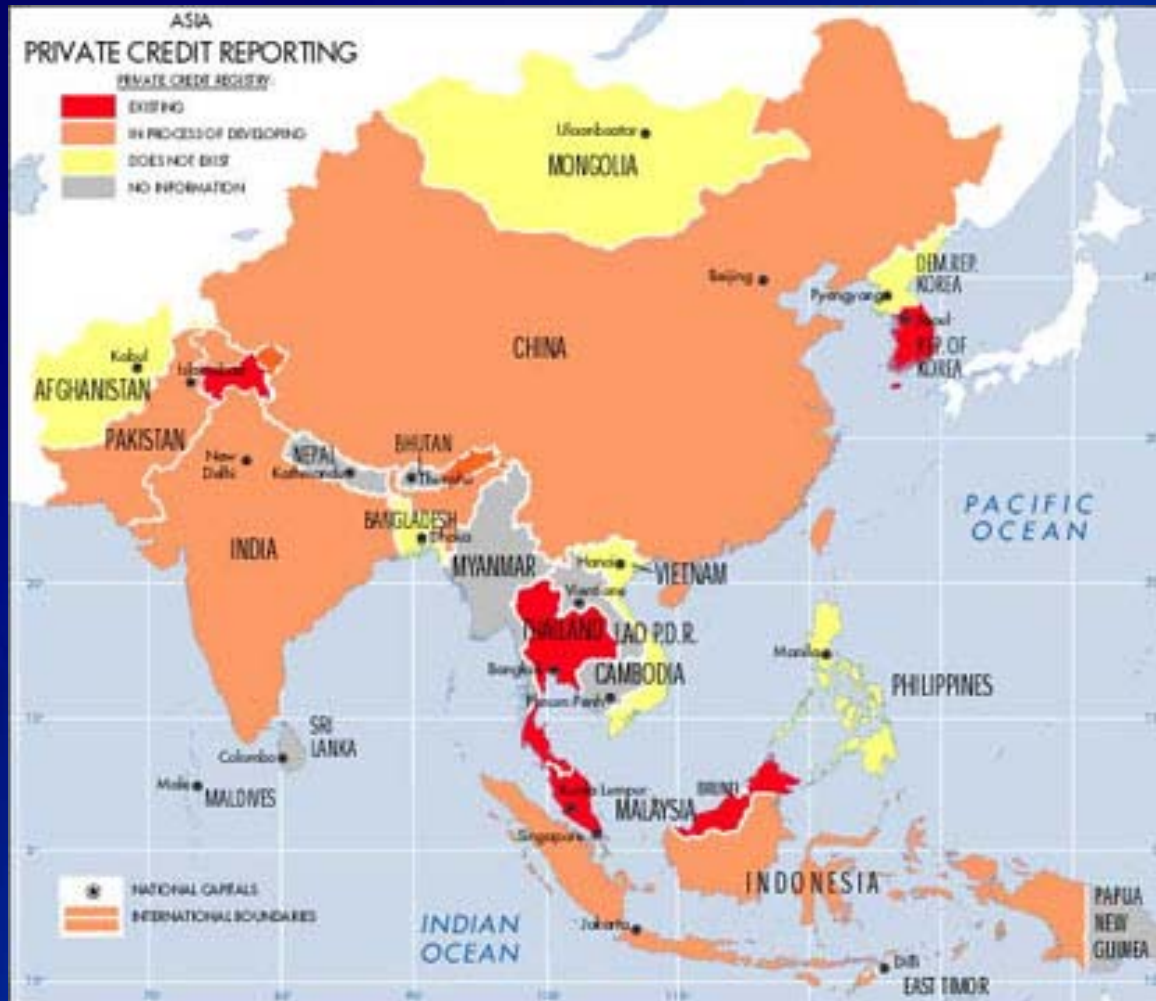 ASIA
PRIVATE CREDIT REPORTING
PRIVATE CREDIT REGISTRY:
EXISTING
IN PROCESS OF DEVELOPING
DOES NOT EXIST
NO INFORMATION
Ulaanbaatar
MONGOLIA
Beijing
DEM.REP.
KOREA
Pyongyang
Seoul
REP. OF
KOREA
CHINA
Kabul
AFGHANISTAN
Islamabad
PAKISTAN
New
Delhi
NEPAL
Kathmandu
BHUTAN
Thimphu
BANGLADESH
Dhaka
INDIA
MYANMAR
Hanoi
VIETNAM
Vientiane
THAILAND
LAO P.D.R.
Bangkok
CAMBODIA
Phnom Penh
Manila
PHILIPPINES
PACIFIC
OCEAN
SRI
LANKA
Colombo
Male
MALDIVES
Kuala Lumpur
MALAYSIA
BRUNEI
Singapore
INDONESIA
Jakarta
INDIAN
OCEAN
Dili
EAST TIMOR
PAPUA
NEW
GUINEA
NATIONAL CAPITALS
INTERNATIONAL BOUNDARIES